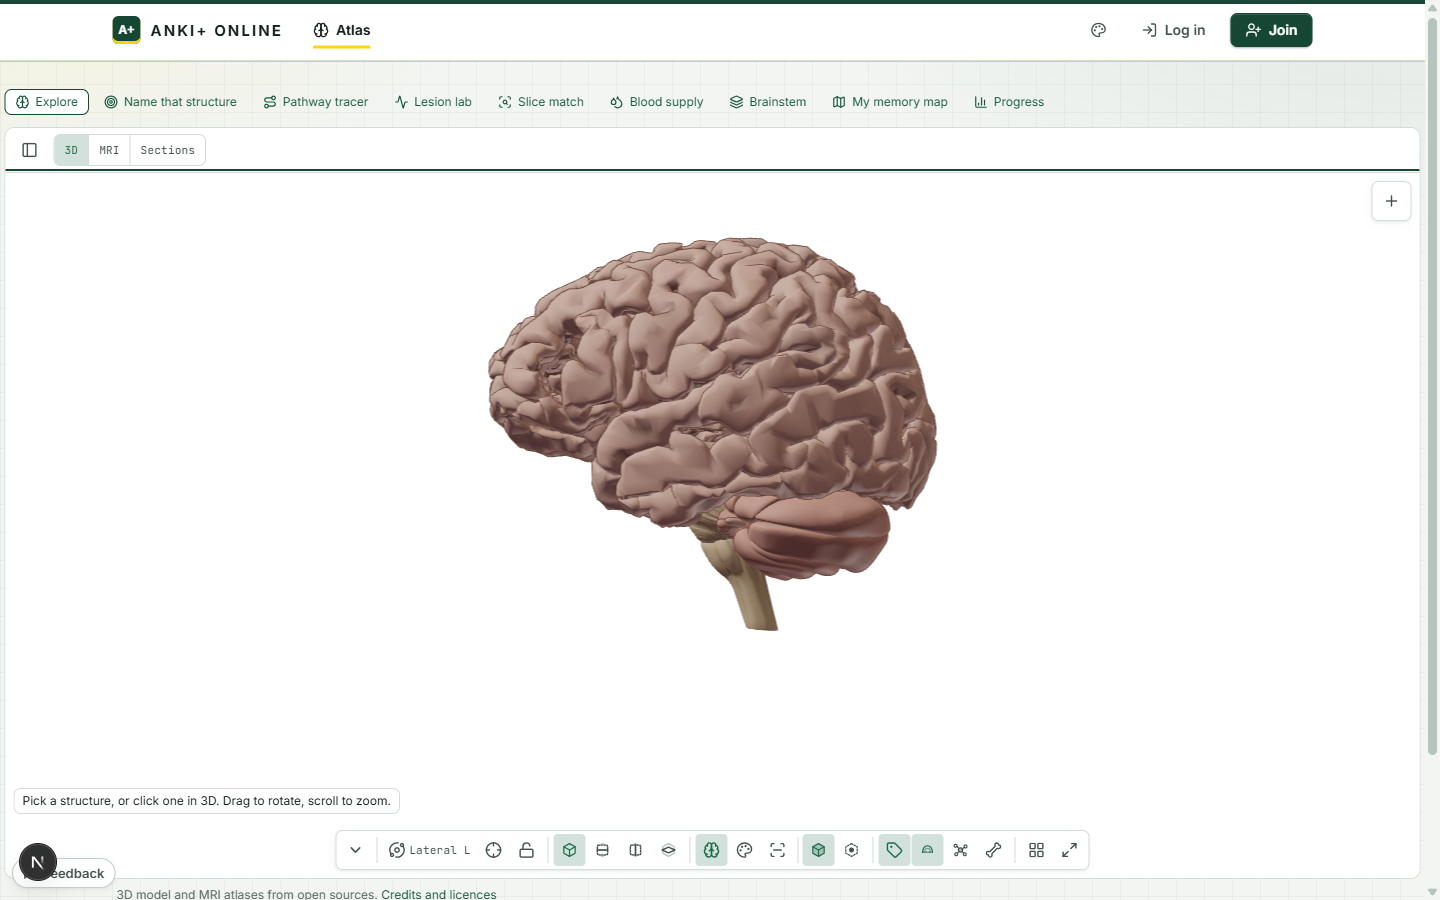 A+ ANKI+ ONLINE Atlas Log in Join
Explore Name that structure Pathway tracer Lesion lab Slice match Blood supply Brainstem My memory map Progress
3D MRI Sections
Pick a structure, or click one in 3D. Drag to rotate, scroll to zoom.
Lateral L
N eedback
3D model and MRI atlases from open sources. Credits and licences